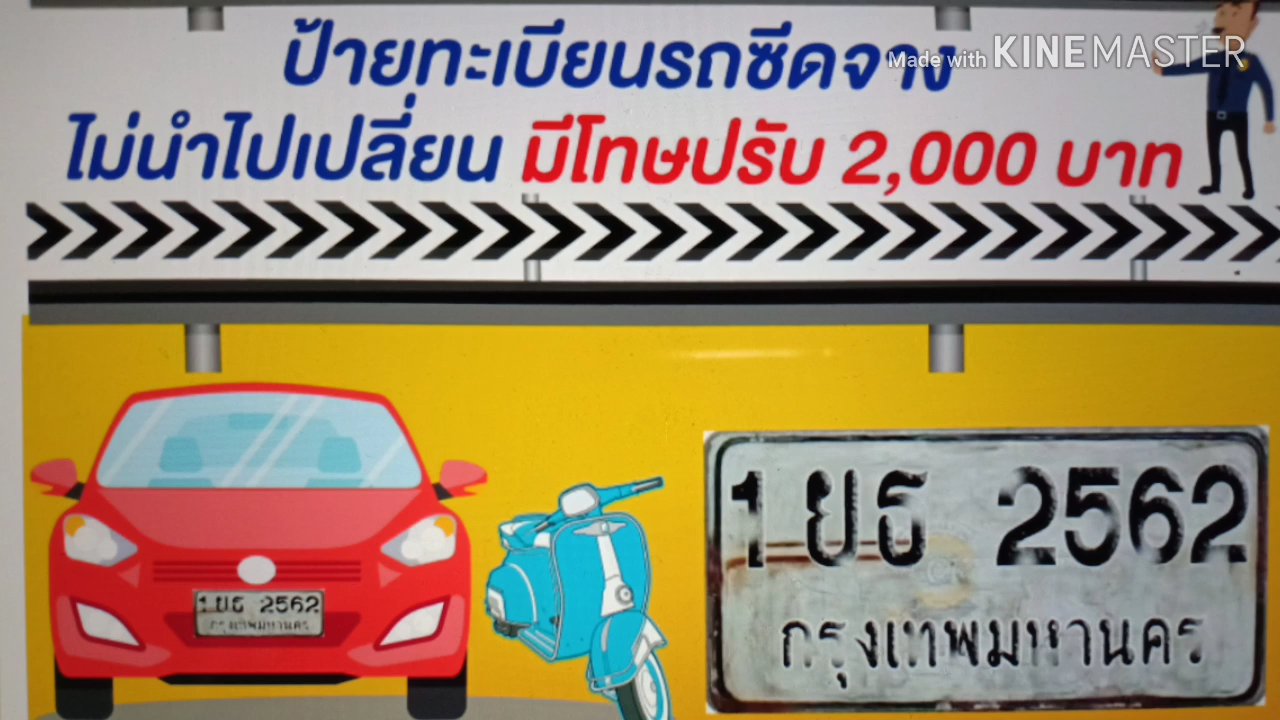 ป้ายทะเบียนรถซีดจาง
Made with KINEMASTER
ไม่นำไปเปลี่ยน มีโทษปรับ 2,000 บาท
1 ยธ 2562
กรุงเทพมหานคร
1 ยธ 2562
กรุงเทพมหานคร